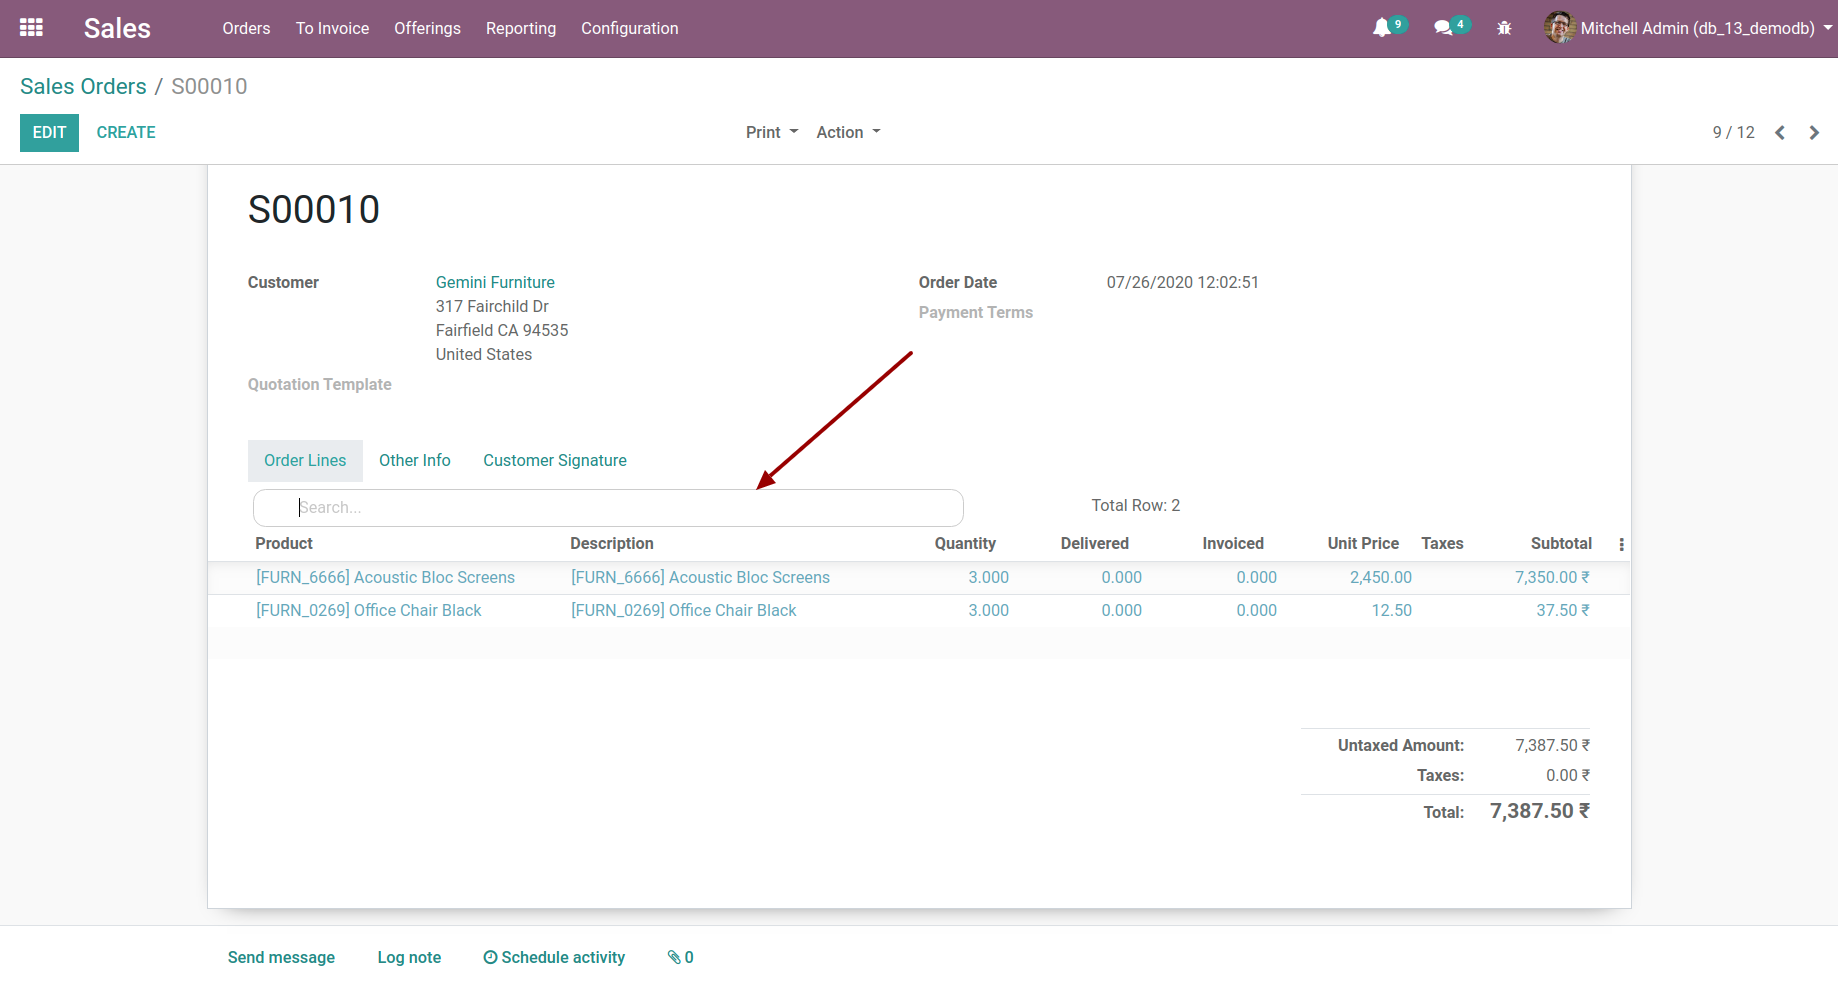 Sales Orders To Invoice Offerings Reporting Configuration 9 4 Mitchell Admin (db_13_demodb)
Sales Orders / S00010
EDIT CREATE Print Action 9 / 12
S00010
Customer Gemini Furniture Order Date 07/26/2020 12:02:51
317 Fairchild Dr Payment Terms
Fairfield CA 94535
United States
Quotation Template
Order Lines Other Info Customer Signature
Search... Total Row: 2
Product Description Quantity Delivered Invoiced Unit Price Taxes Subtotal
[FURN_6666] Acoustic Bloc Screens [FURN_6666] Acoustic Bloc Screens 3.000 0.000 0.000 2,450.00 7,350.00 ₹
[FURN_0269] Office Chair Black [FURN_0269] Office Chair Black 3.000 0.000 0.000 12.50 37.50 ₹
Untaxed Amount: 7,387.50 ₹
Taxes: 0.00 ₹
Total: 7,387.50 ₹
Send message Log note Schedule activity 0